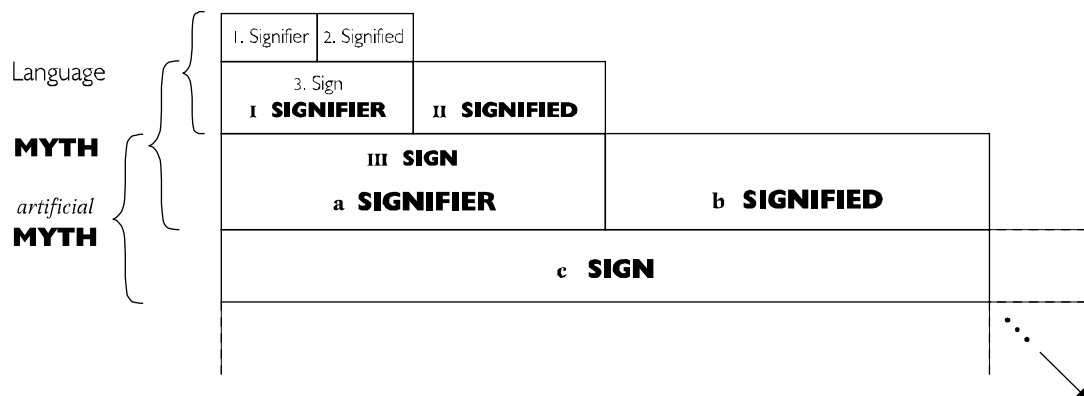 1. Signifier 2. Signified
Language
3. Sign
I SIGNIFIER II SIGNIFIED
MYTH
III SIGN
artificial
MYTH
a SIGNIFIER b SIGNIFIED
c SIGN